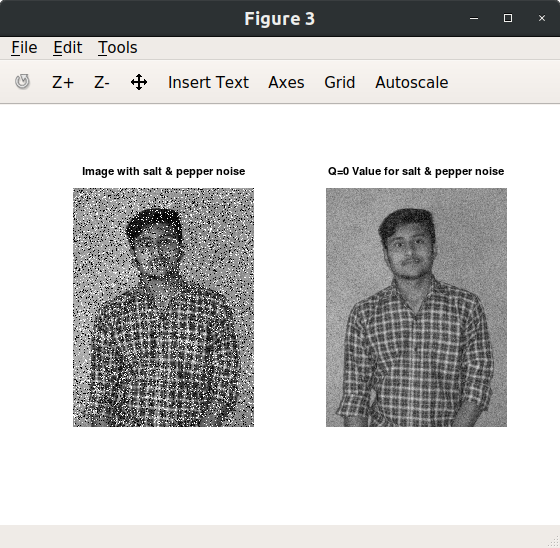 Figure 3
File Edit Tools
Z+ Z- Insert Text Axes Grid Autoscale
Image with salt & pepper noise
Q=0 Value for salt & pepper noise